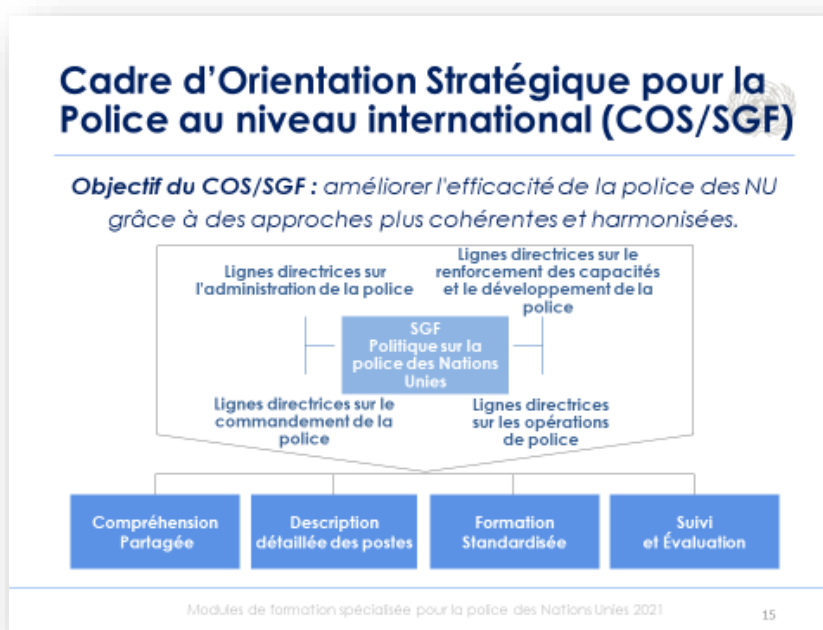 Cadre d'Orientation Stratégique pour la
Police au niveau international (COS/SGF)
Objectif du COS/SGF : améliorer l'efficacité de la police des NU
grâce à des approches plus cohérentes et harmonisées.
Lignes directrices sur
l'administration de la police
Lignes directrices sur le
renforcement des capacités
et le développement de la
police
SGF
Politique sur la
police des Nations
Unies
Lignes directrices sur le
commandement de la
police
Lignes directrices
sur les opérations
de police
Compréhension
Partagée
Description
détaillée des postes
Formation
Standardisée
Suivi
et Évaluation
Modules de formation spécialisée pour la police des Nations Unies 2021
15